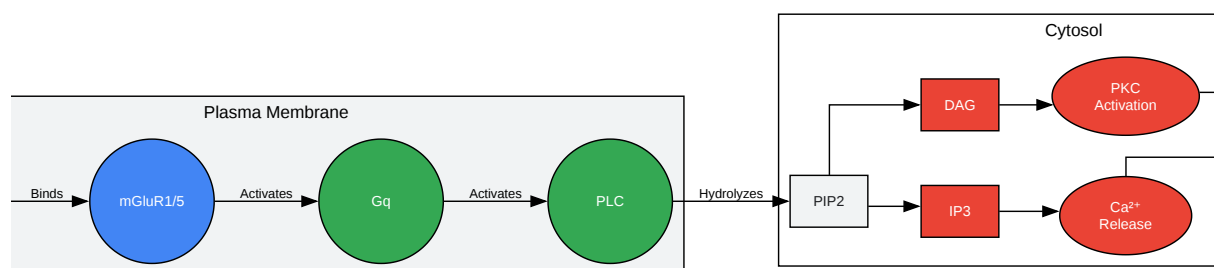 Cytosol
Plasma Membrane
PKC
Activation
DAG
Binds
mGluR1/5
Activates
Gq
Activates
PLC
Hydrolyzes
PIP2
IP3
Ca²⁺
Release